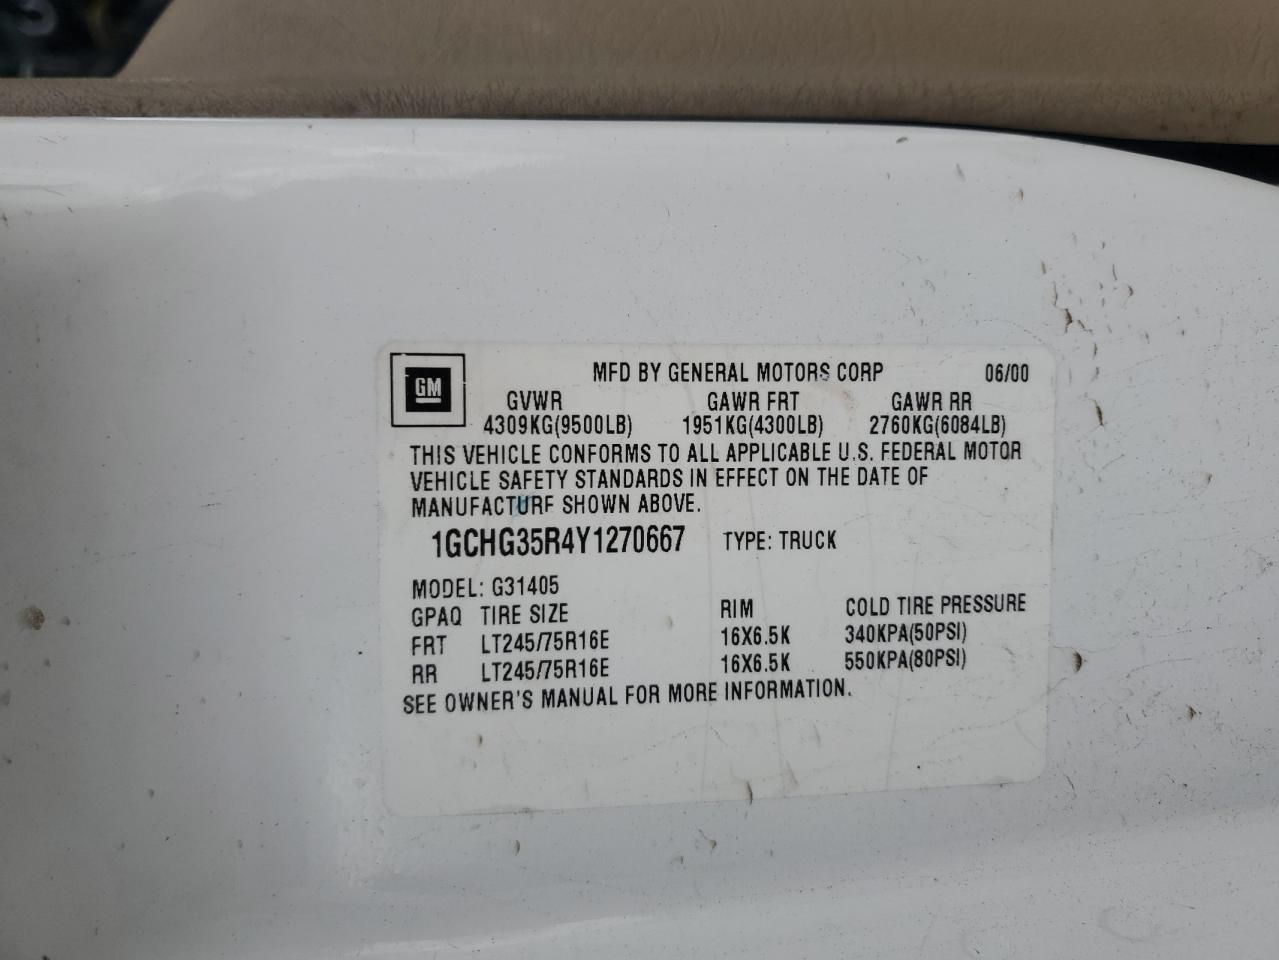 GM
MFD BY GENERAL MOTORS CORP 06/00
GVWR GAWR FRT GAWR RR
4309KG(9500LB) 1951KG(4300LB) 2760KG(6084LB)
THIS VEHICLE CONFORMS TO ALL APPLICABLE U.S. FEDERAL MOTOR
VEHICLE SAFETY STANDARDS IN EFFECT ON THE DATE OF
MANUFACTURE SHOWN ABOVE.
1GCHG35R4Y1270667 TYPE: TRUCK
MODEL: G31405
GPAQ TIRE SIZE RIM COLD TIRE PRESSURE
FRT LT245/75R16E 16X6.5K 340KPA(50PSI)
RR LT245/75R16E 16X6.5K 550KPA(80PSI)
SEE OWNER'S MANUAL FOR MORE INFORMATION.